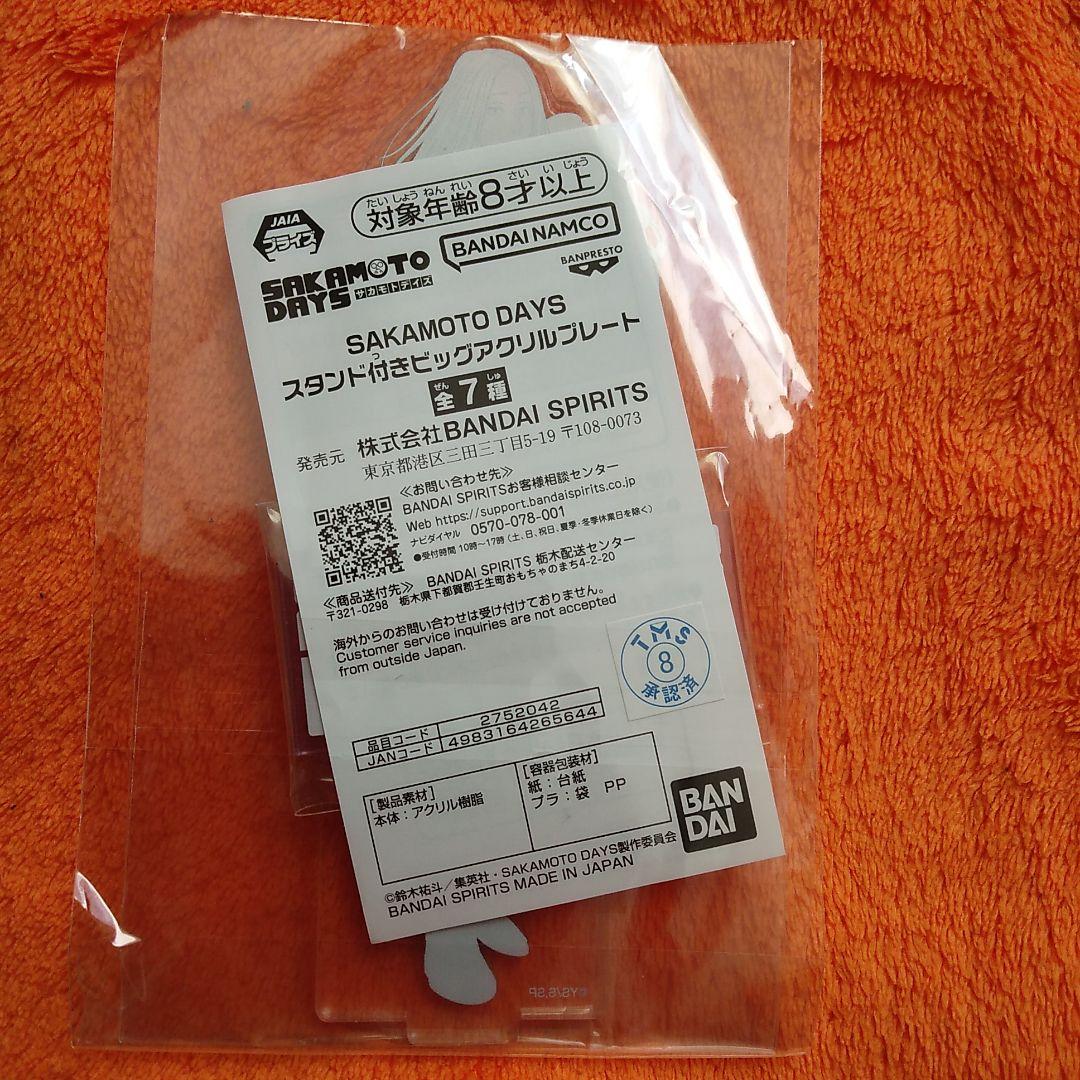 JAIA
プライズ
たいしょうねんれい さい いじょう
対象年齢8才以上
SAKAMOTO
DAYS サカモトデイズ
BANDAI NAMCO
BANPRESTO
SAKAMOTO DAYS
つ
スタンド付きビッグアクリルプレート
ぜん しゅ
全7種
発売元 株式会社BANDAI SPIRITS
東京都港区三田三丁目5-19 〒108-0073
≪お問い合わせ先≫
BANDAI SPIRITSお客様相談センター
Web https://support.bandaispirits.co.jp
ナビダイヤル 0570-078-001
●受付時間 10時～17時 (土、日、祝日、夏季・冬季休業日を除く)
≪商品送付先≫ BANDAI SPIRITS 栃木配送センター
〒321-0298 栃木県下都賀郡壬生町おもちゃのまち4-2-20
海外からのお問い合わせは受け付けておりません。
Customer service inquiries are not accepted
from outside Japan.
TMS
8
承認済
品目コード 2752042
JANコード 4983164265644
[製品素材]
本体：アクリル樹脂
[容器包装材]
紙：台紙
プラ：袋 PP
BAN
DAI
©鈴木祐斗／集英社・SAKAMOTO DAYS製作委員会
BANDAI SPIRITS MADE IN JAPAN
©YS/S,SP